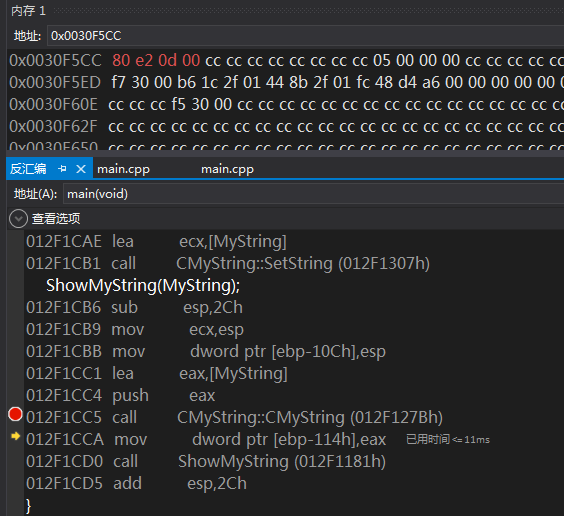 内存 1
地址: 0x0030F5CC
0x0030F5CC 80 e2 0d 00 cc cc cc cc cc cc cc cc 05 00 00 00 cc cc cc cc cc
0x0030F5ED f7 30 00 b6 1c 2f 01 44 8b 2f 01 fc 48 d4 a6 00 00 00 00 00 00
0x0030F60E cc cc cc f5 30 00 cc cc cc cc cc cc cc cc cc cc cc cc cc cc cc
0x0030F62F cc cc cc cc cc cc cc cc cc cc cc cc cc cc cc cc cc cc cc cc cc
0x0030F650
反汇编 main.cpp main.cpp
地址(A): main(void)
查看选项
012F1CAE lea ecx,[MyString]
012F1CB1 call CMyString::SetString (012F1307h)
ShowMyString(MyString);
012F1CB6 sub esp,2Ch
012F1CB9 mov ecx,esp
012F1CBB mov dword ptr [ebp-10Ch],esp
012F1CC1 lea eax,[MyString]
012F1CC4 push eax
012F1CC5 call CMyString::CMyString (012F127Bh)
012F1CCA mov dword ptr [ebp-114h],eax 已用时间<=11ms
012F1CD0 call ShowMyString (012F1181h)
012F1CD5 add esp,2Ch
}